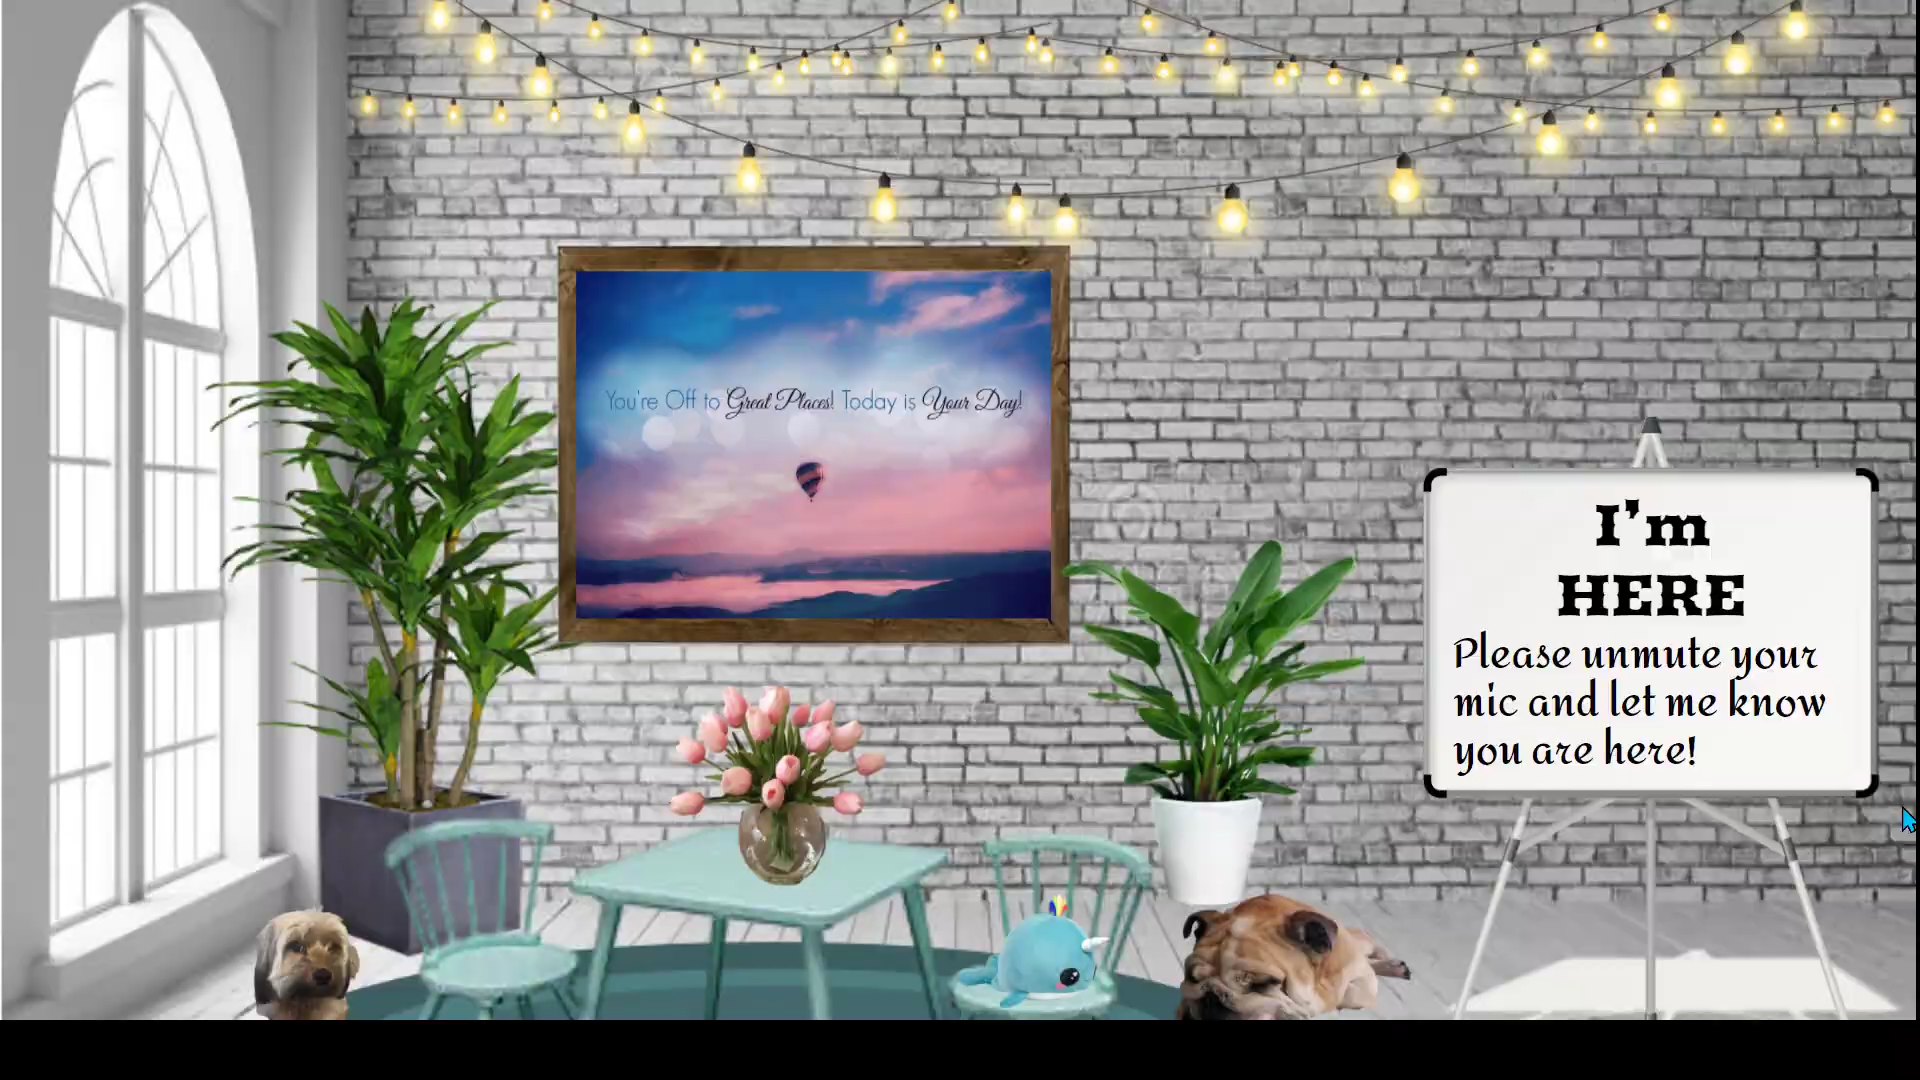 You're Off to Great Places! Today is Your Day!
I'm
HERE
Please unmute your
mic and let me know
you are here!